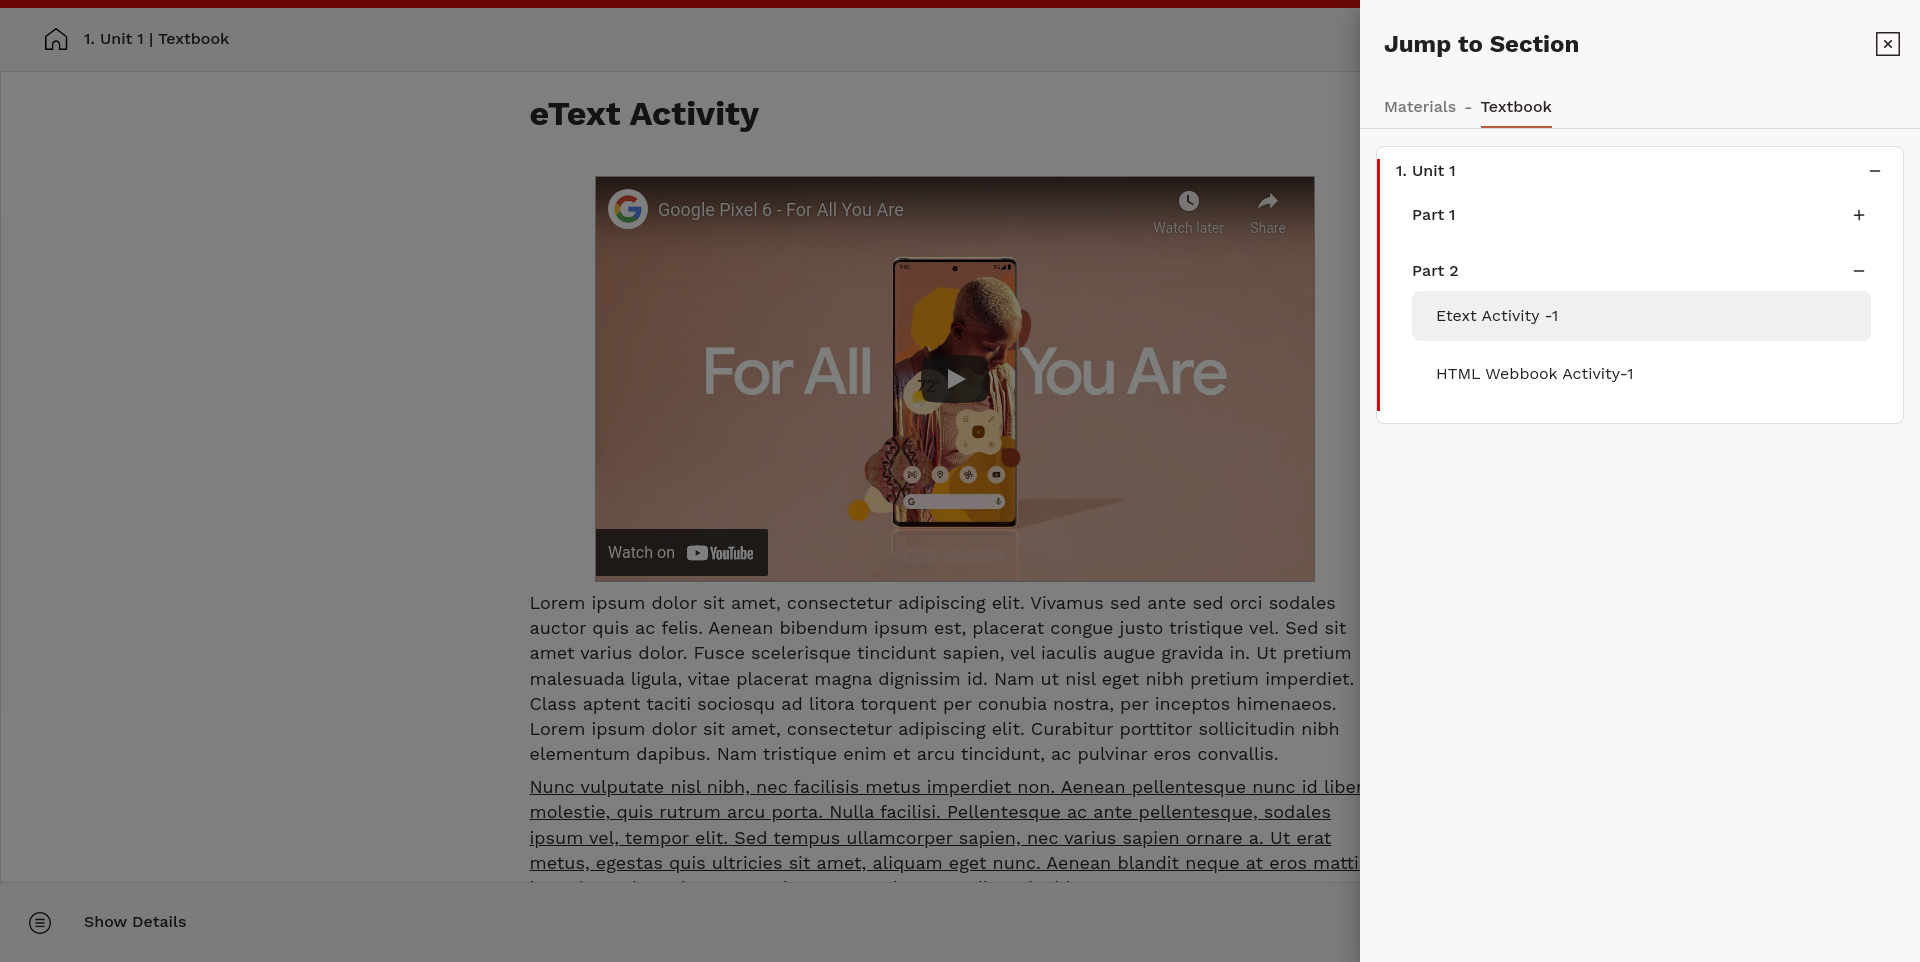 1. Unit 1 | Textbook
eText Activity
Google Pixel 6 - For All You Are
Watch later
Share
For All You Are
72°
Watch on YouTube
Lorem ipsum dolor sit amet, consectetur adipiscing elit. Vivamus sed ante sed orci sodales
auctor quis ac felis. Aenean bibendum ipsum est, placerat congue justo tristique vel. Sed sit
amet varius dolor. Fusce scelerisque tincidunt sapien, vel iaculis augue gravida in. Ut pretium
malesuada ligula, vitae placerat magna dignissim id. Nam ut nisl eget nibh pretium imperdiet.
Class aptent taciti sociosqu ad litora torquent per conubia nostra, per inceptos himenaeos.
Lorem ipsum dolor sit amet, consectetur adipiscing elit. Curabitur porttitor sollicitudin nibh
elementum dapibus. Nam tristique enim et arcu tincidunt, ac pulvinar eros convallis.
Nunc vulputate nisl nibh, nec facilisis metus imperdiet non. Aenean pellentesque nunc id liber
molestie, quis rutrum arcu porta. Nulla facilisi. Pellentesque ac ante pellentesque, sodales
ipsum vel, tempor elit. Sed tempus ullamcorper sapien, nec varius sapien ornare a. Ut erat
metus, egestas quis ultricies sit amet, aliquam eget nunc. Aenean blandit neque at eros matti
Show Details
Jump to Section
Materials - Textbook
1. Unit 1
Part 1
Part 2
Etext Activity -1
HTML Webbook Activity-1